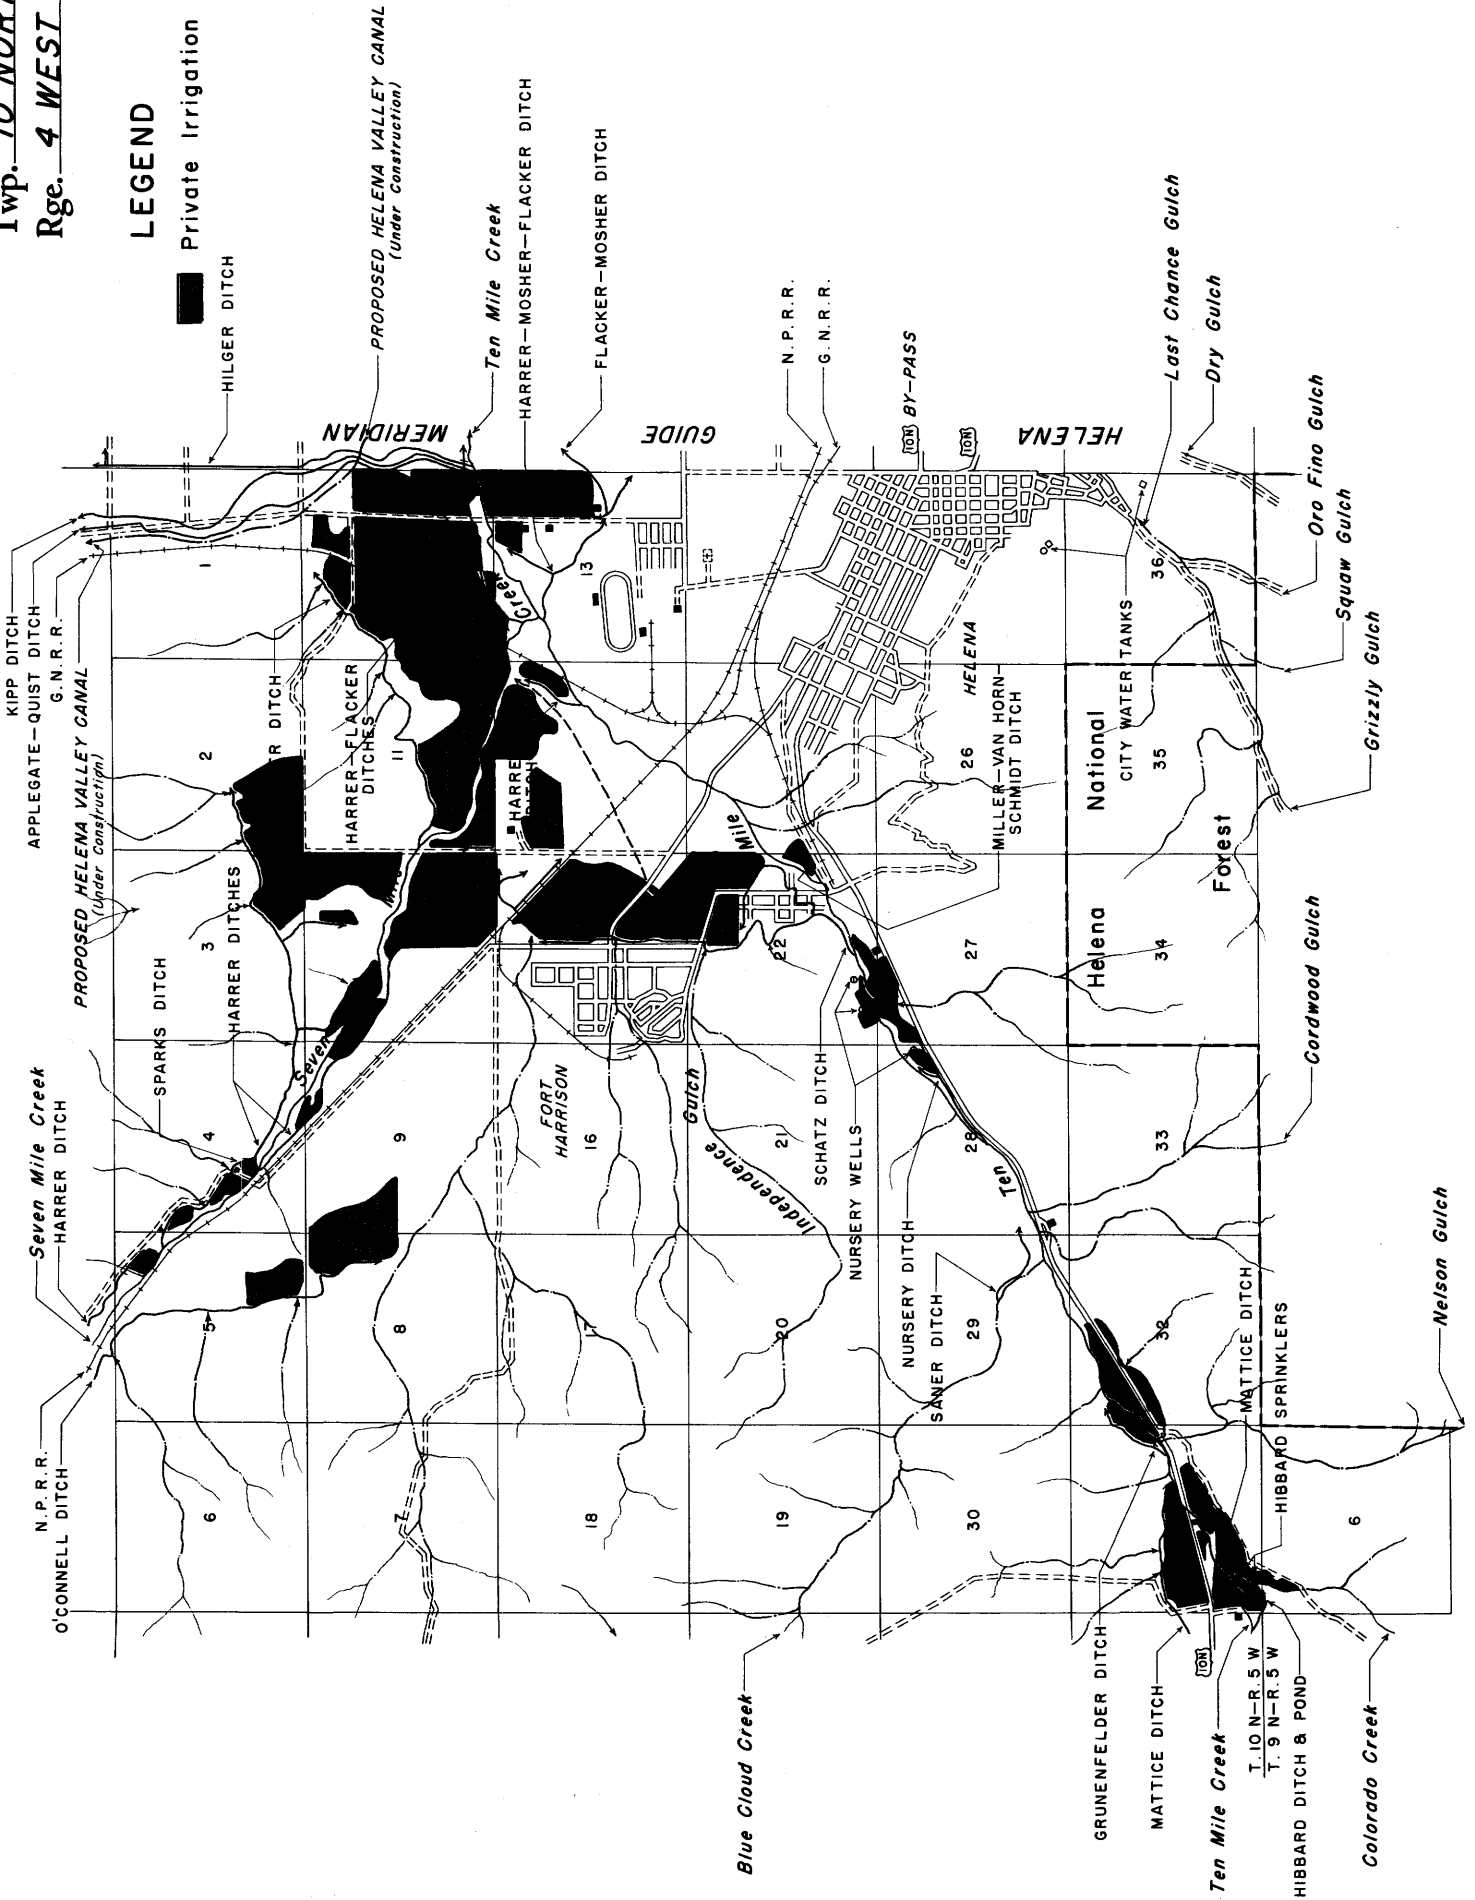 Twp. 10 NORTH
Rge. 4 WEST
LEGEND
Private Irrigation
KIPP DITCH
APPLEGATE–QUIST DITCH
G.N.R.R.
PROPOSED HELENA VALLEY CANAL
(Under Construction)
HILGER DITCH
PROPOSED HELENA VALLEY CANAL
(Under Construction)
Ten Mile Creek
HARRER–MOSHER–FLACKER DITCH
FLACKER–MOSHER DITCH
N.P.R.R.
G.N.R.R.
10N BY–PASS
10N
Last Chance Gulch
Dry Gulch
Oro Fino Gulch
Squaw Gulch
Grizzly Gulch
Cordwood Gulch
Nelson Gulch
HELENA
GUIDE
MERIDIAN
Seven Mile Creek
HARRER DITCH
N.P.R.R.
O'CONNELL DITCH
SPARKS DITCH
HARRER DITCHES
R DITCH
HARRER–FLACKER
DITCHES
HARRE
DITCH
Seven
Creek
Mile
Ten
FORT
HARRISON
Independence
Gulch
HELENA
MILLER–VAN HORN–
SCHMIDT DITCH
CITY WATER TANKS
Helena
National
Forest
SCHATZ DITCH
NURSERY WELLS
NURSERY DITCH
SANER DITCH
MATTICE DITCH
HIBBARD SPRINKLERS
Blue Cloud Creek
GRUNENFELDER DITCH
MATTICE DITCH
10N
Ten Mile Creek
T. 10 N–R. 5 W
T. 9 N–R. 5 W
HIBBARD DITCH & POND
Colorado Creek
6
5
4
3
2
1
7
8
9
11
18
17
16
13
19
20
21
22
30
29
28
27
26
32
33
34
35
36
6